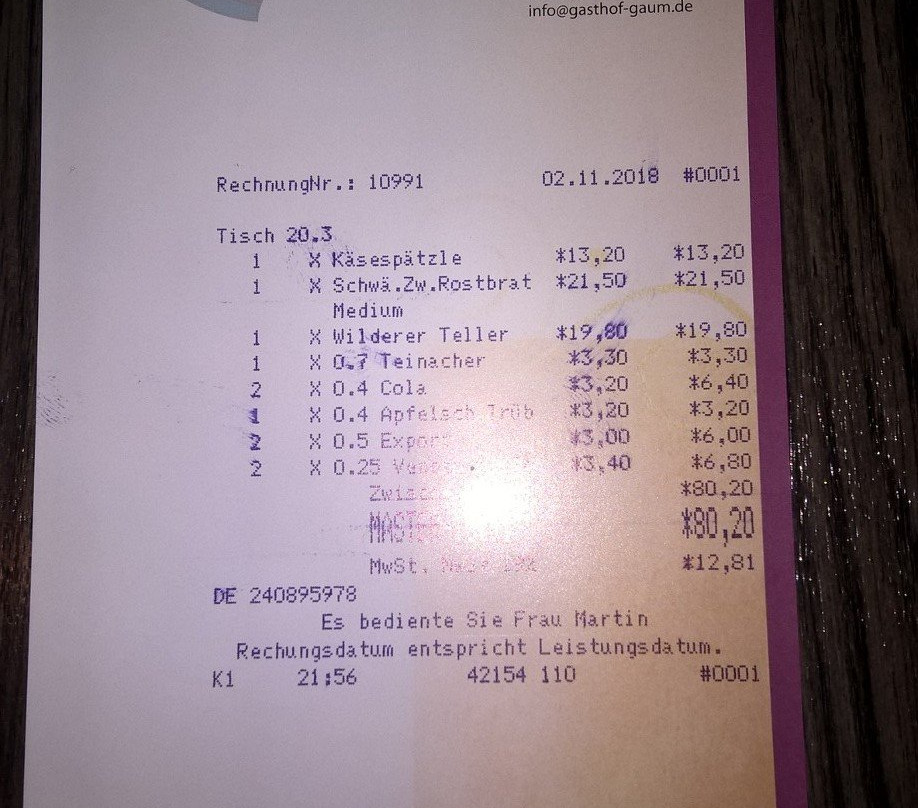 info@gasthof-gaum.de
RechnungNr.: 10991 02.11.2018 #0001
Tisch 20.3
1 X Käsespätzle *13,20 *13,20
1 X Schwä.Zw.Rostbrat *21,50 *21,50
Medium
1 X Wilderer Teller *19,80 *19,80
1 X 0.7 Teinacher *3,30 *3,30
2 X 0.4 Cola *3,20 *6,40
1 X 0.4 Apfelsch Trüb *3,20 *3,20
2 X 0.5 Export *3,00 *6,00
2 X 0.25 *3,40 *6,80
*80,20
*80,20
MwSt. 19% *12,81
DE 240895978
Es bediente Sie Frau Martin
Rechungsdatum entspricht Leistungsdatum.
K1 21:56 42154 110 #0001